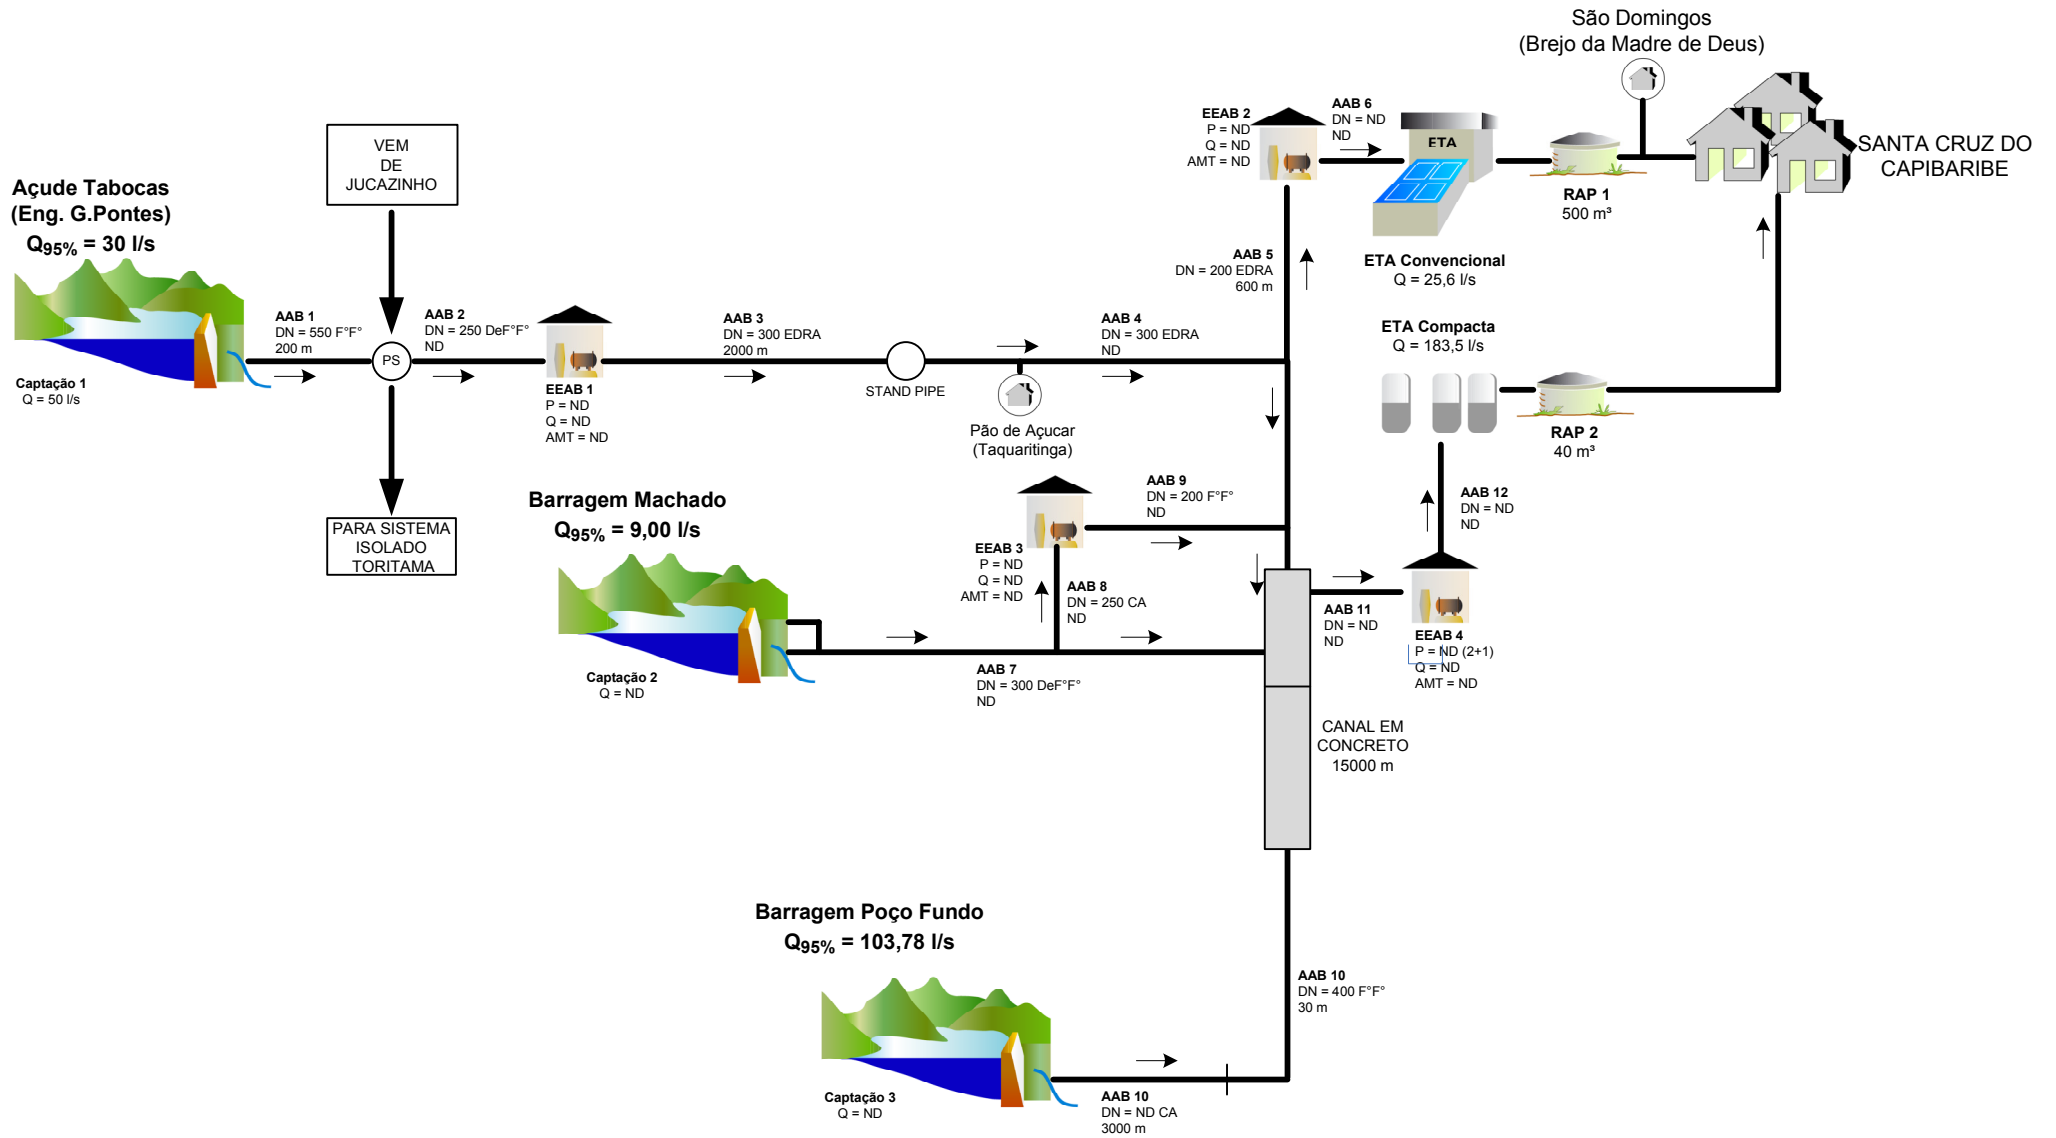 São Domingos
(Brejo da Madre de Deus)
SANTA CRUZ DO
CAPIBARIBE
VEM
DE
JUCAZINHO
Açude Tabocas
(Eng. G.Pontes)
Q95% = 30 l/s
Captação 1
Q = 50 l/s
AAB 1
DN = 550 F°F°
200 m
PS
AAB 2
DN = 250 DeF°F°
ND
EEAB 1
P = ND
Q = ND
AMT = ND
AAB 3
DN = 300 EDRA
2000 m
STAND PIPE
Pão de Açucar
(Taquaritinga)
AAB 4
DN = 300 EDRA
ND
AAB 5
DN = 200 EDRA
600 m
EEAB 2
P = ND
Q = ND
AMT = ND
AAB 6
DN = ND
ND
ETA
ETA Convencional
Q = 25,6 l/s
RAP 1
500 m³
ETA Compacta
Q = 183,5 l/s
RAP 2
40 m³
PARA SISTEMA
ISOLADO
TORITAMA
Barragem Machado
Q95% = 9,00 l/s
Captação 2
Q = ND
EEAB 3
P = ND
Q = ND
AMT = ND
AAB 8
DN = 250 CA
ND
AAB 9
DN = 200 F°F°
ND
AAB 7
DN = 300 DeF°F°
ND
AAB 11
DN = ND
ND
AAB 12
DN = ND
ND
EEAB 4
P = ND (2+1)
Q = ND
AMT = ND
CANAL EM
CONCRETO
15000 m
Barragem Poço Fundo
Q95% = 103,78 l/s
Captação 3
Q = ND
AAB 10
DN = 400 F°F°
30 m
AAB 10
DN = ND CA
3000 m